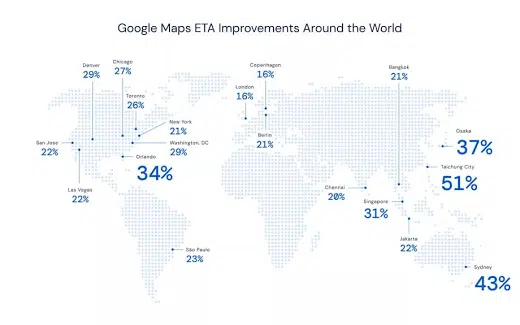 Google Maps ETA Improvements Around the World
Denver
29%
Chicago
27%
Toronto
26%
New York
21%
San Jose
22%
Washington, DC
29%
Orlando
34%
Las Vegas
22%
São Paulo
23%
Copenhagen
16%
London
16%
Berlin
21%
Bangkok
21%
Osaka
37%
Taichung City
51%
Chennai
20%
Singapore
31%
Jakarta
22%
Sydney
43%